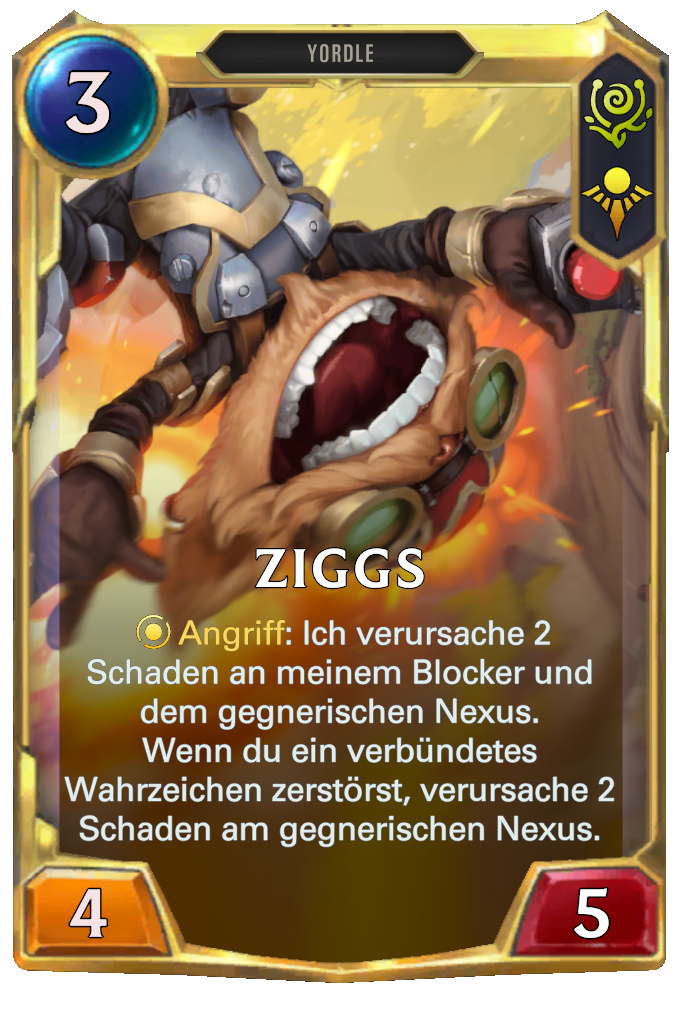 3
YORDLE
ZIGGS
Angriff: Ich verursache 2
Schaden an meinem Blocker und
dem gegnerischen Nexus.
Wenn du ein verbündetes
Wahrzeichen zerstörst, verursache 2
Schaden am gegnerischen Nexus.
4
5